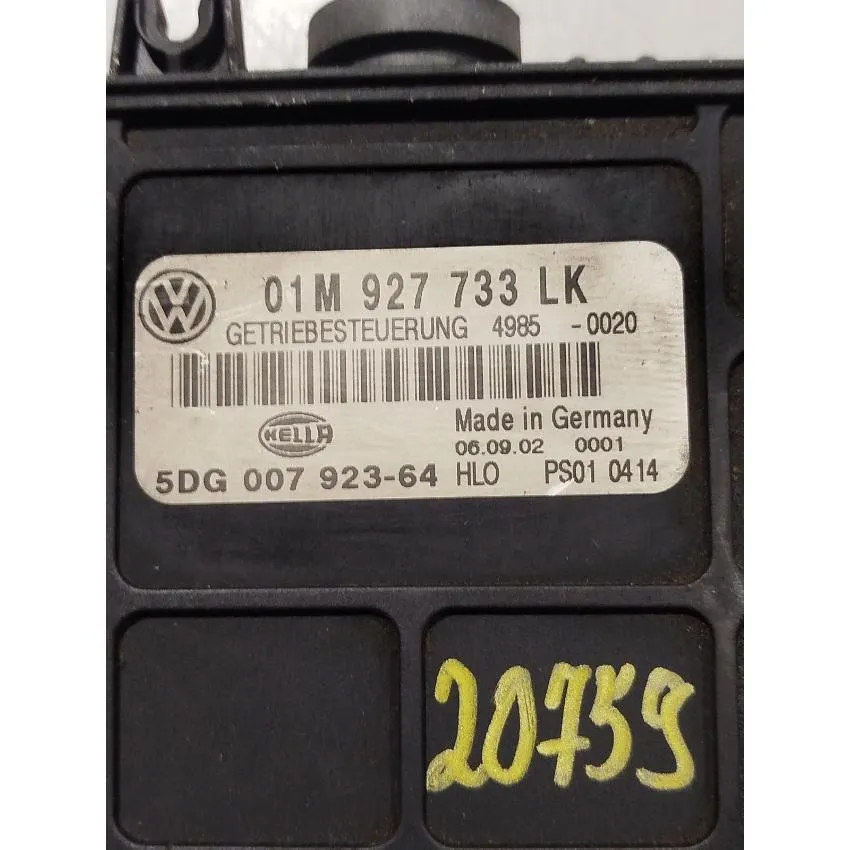 01M 927 733 LK
GETRIEBESTEUERUNG 4985 -0020
HELLA
Made in Germany
06.09.02 0001
5DG 007 923-64 HLO PS01 0414
20759